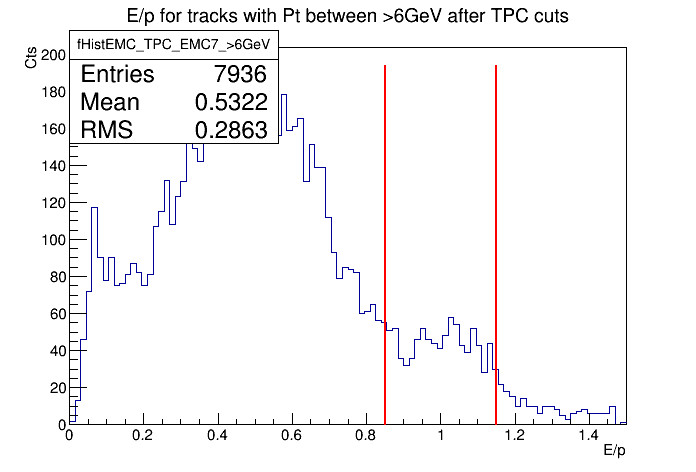 E/p for tracks with Pt between >6GeV after TPC cuts
Cts
fHistEMC_TPC_EMC7_>6GeV
Entries 7936
Mean 0.5322
RMS 0.2863
200
180
160
140
120
100
80
60
40
20
0
0 0.2 0.4 0.6 0.8 1 1.2 1.4
E/p